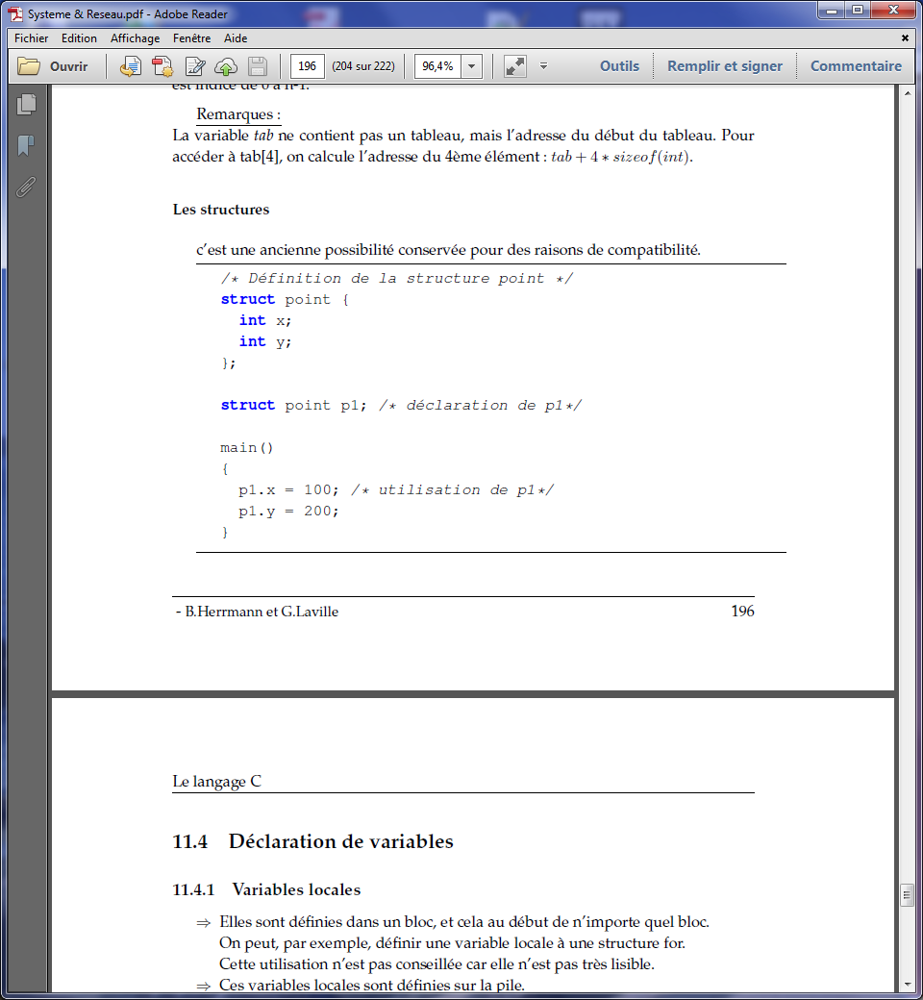 Systeme & Reseau.pdf - Adobe Reader
Fichier Edition Affichage Fenêtre Aide
Ouvrir 196 (204 sur 222) 96,4% Outils Remplir et signer Commentaire
est indicé de 0 à n-1.
Remarques :
La variable tab ne contient pas un tableau, mais l'adresse du début du tableau. Pour
accéder à tab[4], on calcule l'adresse du 4ème élément : tab + 4 * sizeof(int).
Les structures
c'est une ancienne possibilité conservée pour des raisons de compatibilité.
/* Définition de la structure point */
struct point {
int x;
int y;
};
struct point p1; /* déclaration de p1*/
main()
{
p1.x = 100; /* utilisation de p1*/
p1.y = 200;
}
- B.Herrmann et G.Laville 196
Le langage C
11.4 Déclaration de variables
11.4.1 Variables locales
⇒ Elles sont définies dans un bloc, et cela au début de n'importe quel bloc.
On peut, par exemple, définir une variable locale à une structure for.
Cette utilisation n'est pas conseillée car elle n'est pas très lisible.
⇒ Ces variables locales sont définies sur la pile.